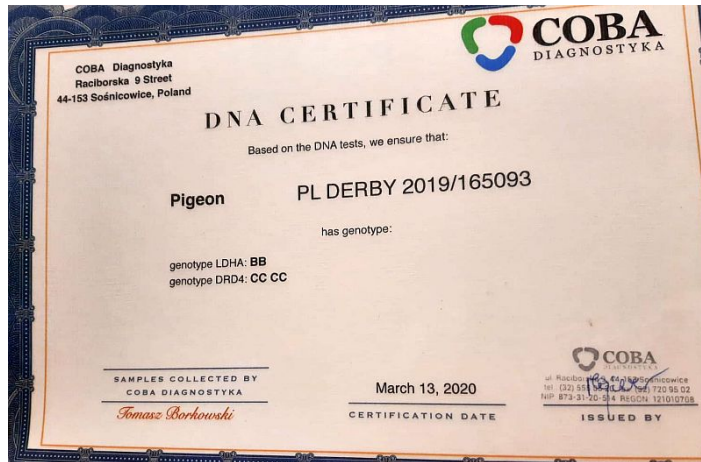 COBA
DIAGNOSTYKA
COBA Diagnostyka
Raciborska 9 Street
44-153 Sośnicowice, Poland
DNA CERTIFICATE
Based on the DNA tests, we ensure that:
Pigeon PL DERBY 2019/165093
has genotype:
genotype LDHA: BB
genotype DRD4: CC CC
COBA
DIAGNOSTYKA
ul. 44-153 Sośnicowice
tel. (32) 720 95 02
NIP 873-31-20-514 REGON 121010708
SAMPLES COLLECTED BY
COBA DIAGNOSTYKA
Tomasz Borkowski
March 13, 2020
CERTIFICATION DATE
ISSUED BY